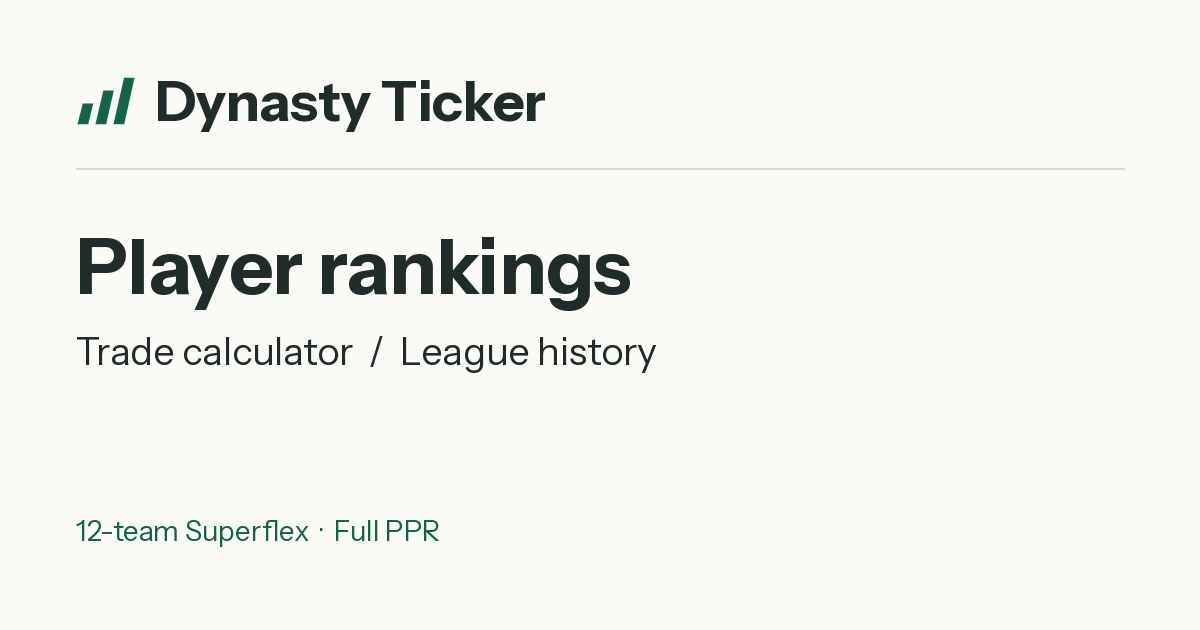 Dynasty Ticker
Player rankings
Trade calculator / League history
12-team Superflex · Full PPR